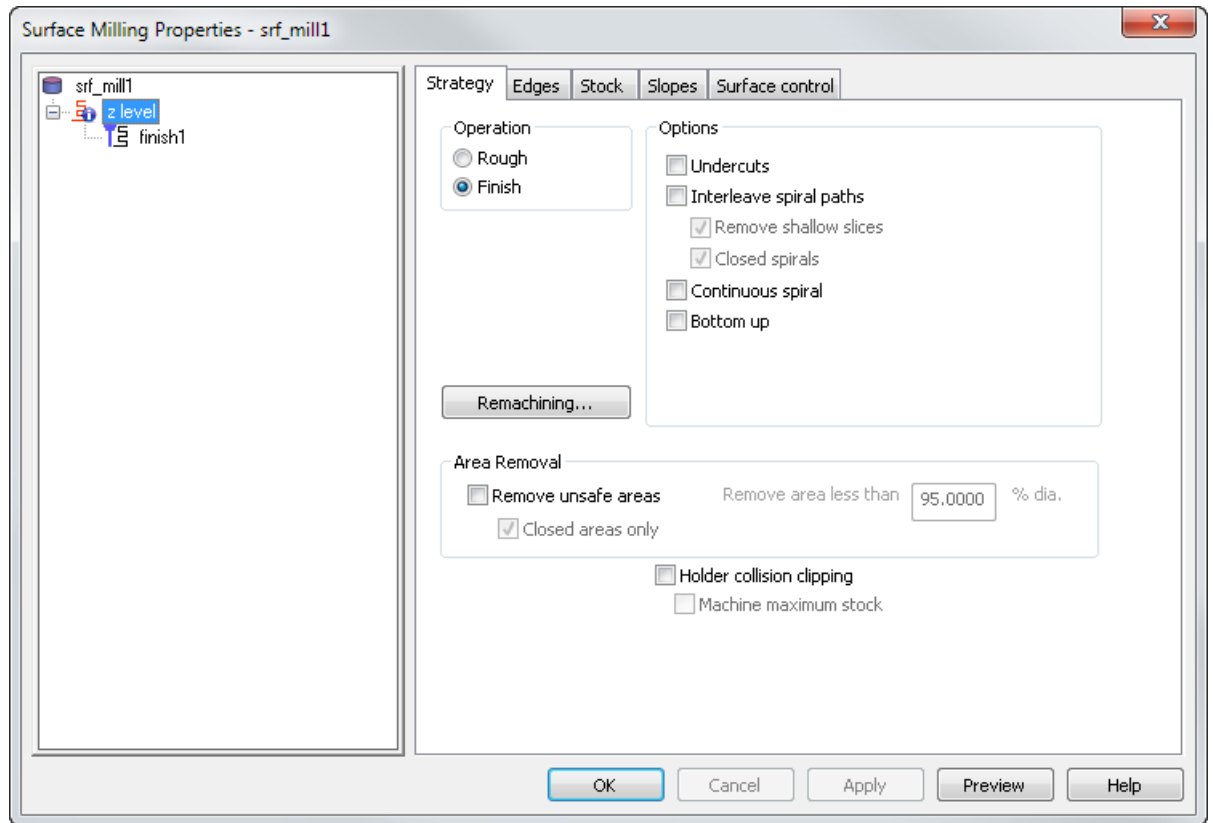 Surface Milling Properties - srf_mill1
srf_mill1
z level
finish1
Strategy Edges Stock Slopes Surface control
Operation
Rough
Finish
Options
Undercuts
Interleave spiral paths
Remove shallow slices
Closed spirals
Continuous spiral
Bottom up
Remachining...
Area Removal
Remove unsafe areas Remove area less than 95.0000 % dia.
Closed areas only
Holder collision clipping
Machine maximum stock
OK Cancel Apply Preview Help